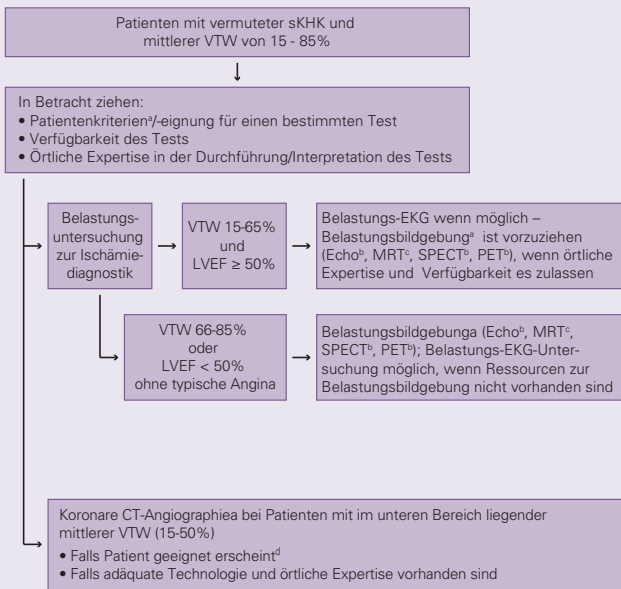 Patienten mit vermuteter sKHK und
mittlerer VTW von 15 - 85%
In Betracht ziehen:
• Patientenkriterienᵃ/-eignung für einen bestimmten Test
• Verfügbarkeit des Tests
• Örtliche Expertise in der Durchführung/Interpretation des Tests
Belastungs-
untersuchung
zur Ischämie-
diagnostik
VTW 15-65%
und
LVEF ≥ 50%
Belastungs-EKG wenn möglich –
Belastungsbildgebungᵃ ist vorzuziehen
(Echoᵇ, MRTᶜ, SPECTᵇ, PETᵇ), wenn örtliche
Expertise und Verfügbarkeit es zulassen
VTW 66-85%
oder
LVEF < 50%
ohne typische Angina
Belastungsbildgebunga (Echoᵇ, MRTᶜ,
SPECTᵇ, PETᵇ); Belastungs-EKG-Unter-
suchung möglich, wenn Ressourcen zur
Belastungsbildgebung nicht vorhanden sind
Koronare CT-Angiographiea bei Patienten mit im unteren Bereich liegender
mittlerer VTW (15-50%)
• Falls Patient geeignet erscheintᵈ
• Falls adäquate Technologie und örtliche Expertise vorhanden sind